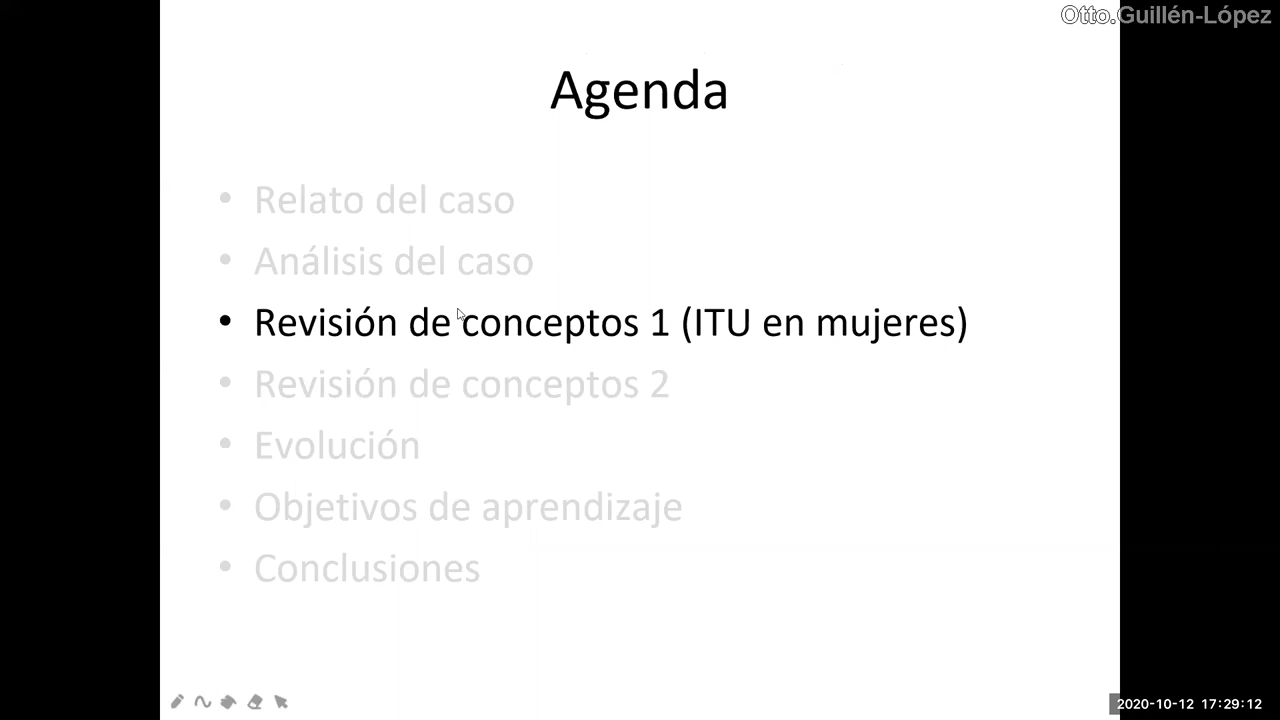 Otto.Guillén-López
Agenda
• Relato del caso
• Análisis del caso
• Revisión de conceptos 1 (ITU en mujeres)
• Revisión de conceptos 2
• Evolución
• Objetivos de aprendizaje
• Conclusiones
2020-10-12 17:29:12